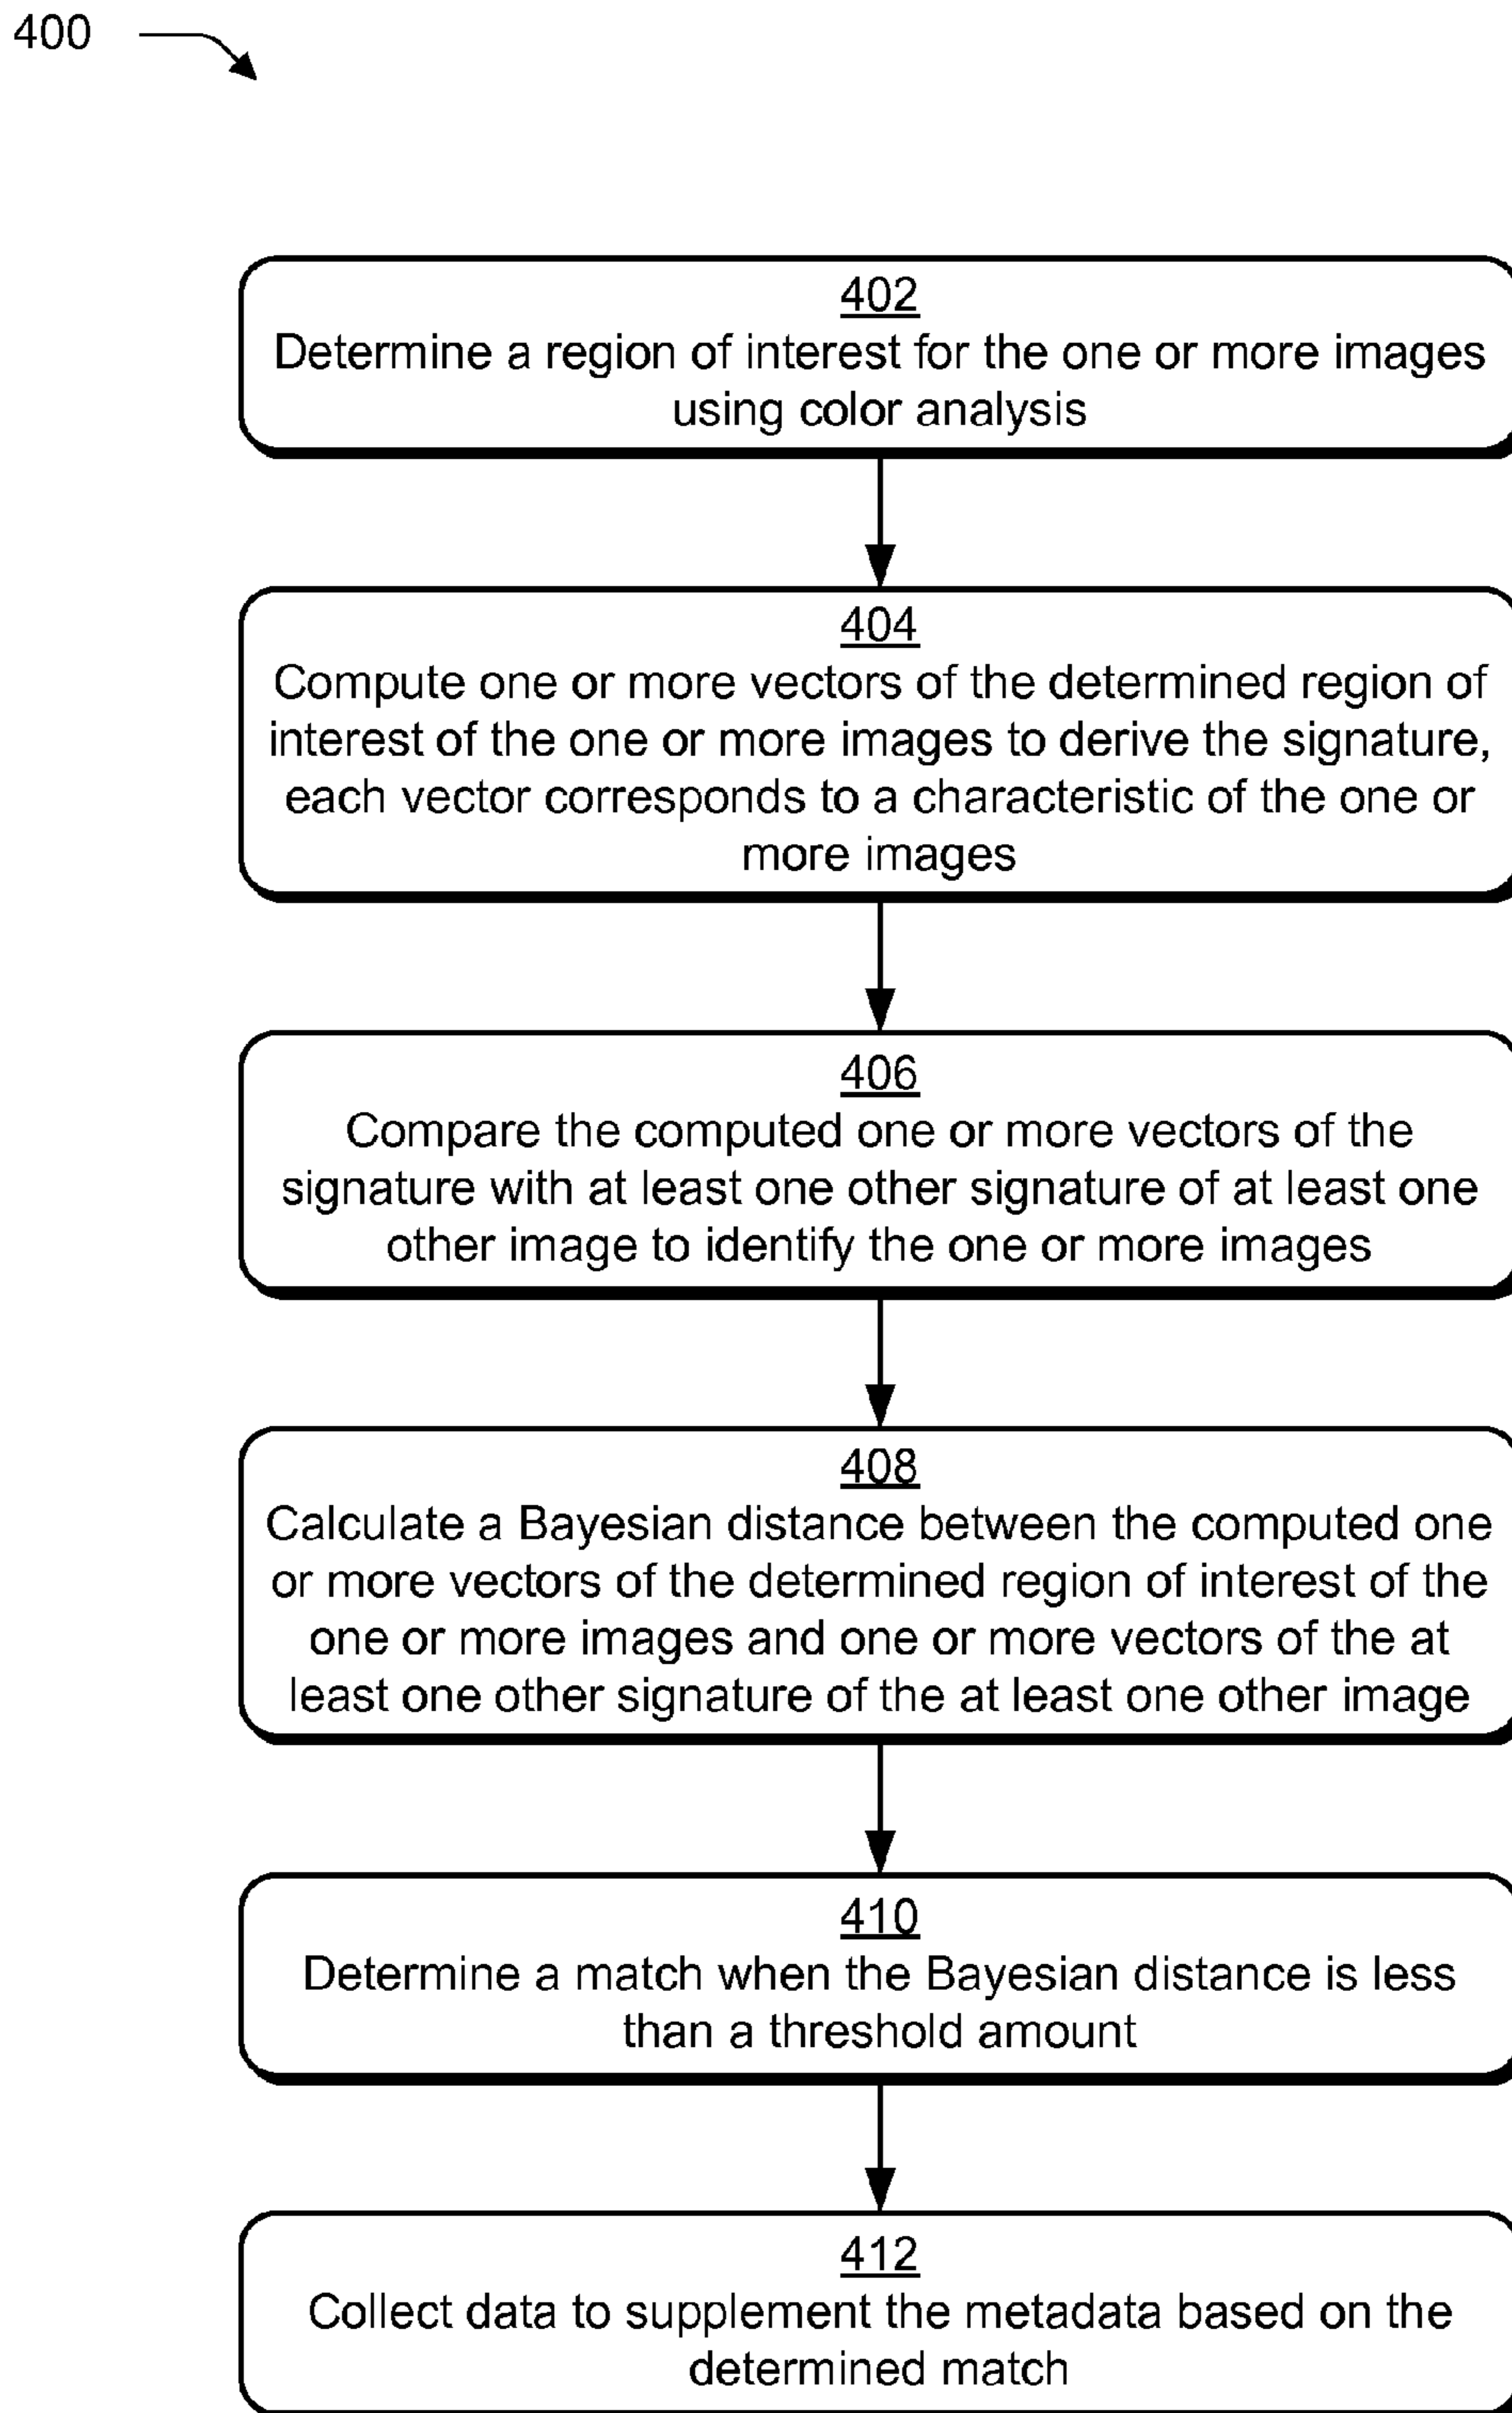 400
402
Determine a region of interest for the one or more images
using color analysis
404
Compute one or more vectors of the determined region of
interest of the one or more images to derive the signature,
each vector corresponds to a characteristic of the one or
more images
406
Compare the computed one or more vectors of the
signature with at least one other signature of at least one
other image to identify the one or more images
408
Calculate a Bayesian distance between the computed one
or more vectors of the determined region of interest of the
one or more images and one or more vectors of the at
least one other signature of the at least one other image
410
Determine a match when the Bayesian distance is less
than a threshold amount
412
Collect data to supplement the metadata based on the
determined match